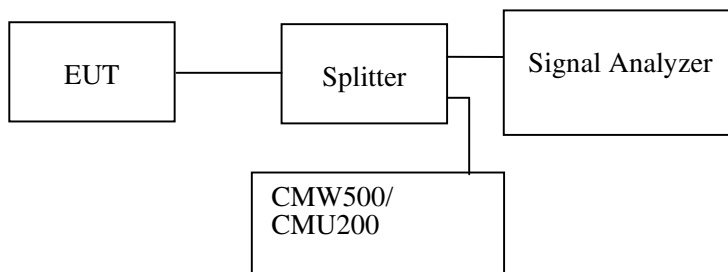 EUT
Splitter
Signal Analyzer
CMW500/
CMU200